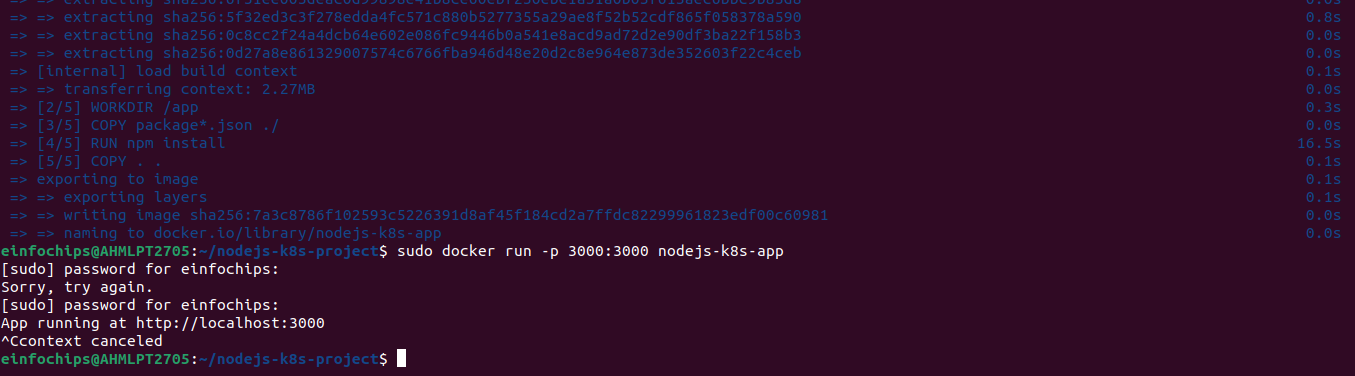 => => extracting sha256:5f32ed3c3f278edda4fc571c880b5277355a29ae8f52b52cdf865f058378a590 0.8s
=> => extracting sha256:0c8cc2f24a4dcb64e602e086fc9446b0a541e8acd9ad72d2e90df3ba22f158b3 0.0s
=> => extracting sha256:0d27a8e861329007574c6766fba946d48e20d2c8e964e873de352603f22c4ceb 0.0s
=> [internal] load build context 0.1s
=> => transferring context: 2.27MB 0.0s
=> [2/5] WORKDIR /app 0.3s
=> [3/5] COPY package*.json ./ 0.0s
=> [4/5] RUN npm install 16.5s
=> [5/5] COPY . . 0.1s
=> exporting to image 0.1s
=> => exporting layers 0.1s
=> => writing image sha256:7a3c8786f102593c5226391d8af45f184cd2a7ffdc82299961823edf00c60981 0.0s
=> => naming to docker.io/library/nodejs-k8s-app 0.0s
einfochips@AHMLPT2705:~/nodejs-k8s-project$ sudo docker run -p 3000:3000 nodejs-k8s-app
[sudo] password for einfochips:
Sorry, try again.
[sudo] password for einfochips:
App running at http://localhost:3000
^Ccontext canceled
einfochips@AHMLPT2705:~/nodejs-k8s-project$